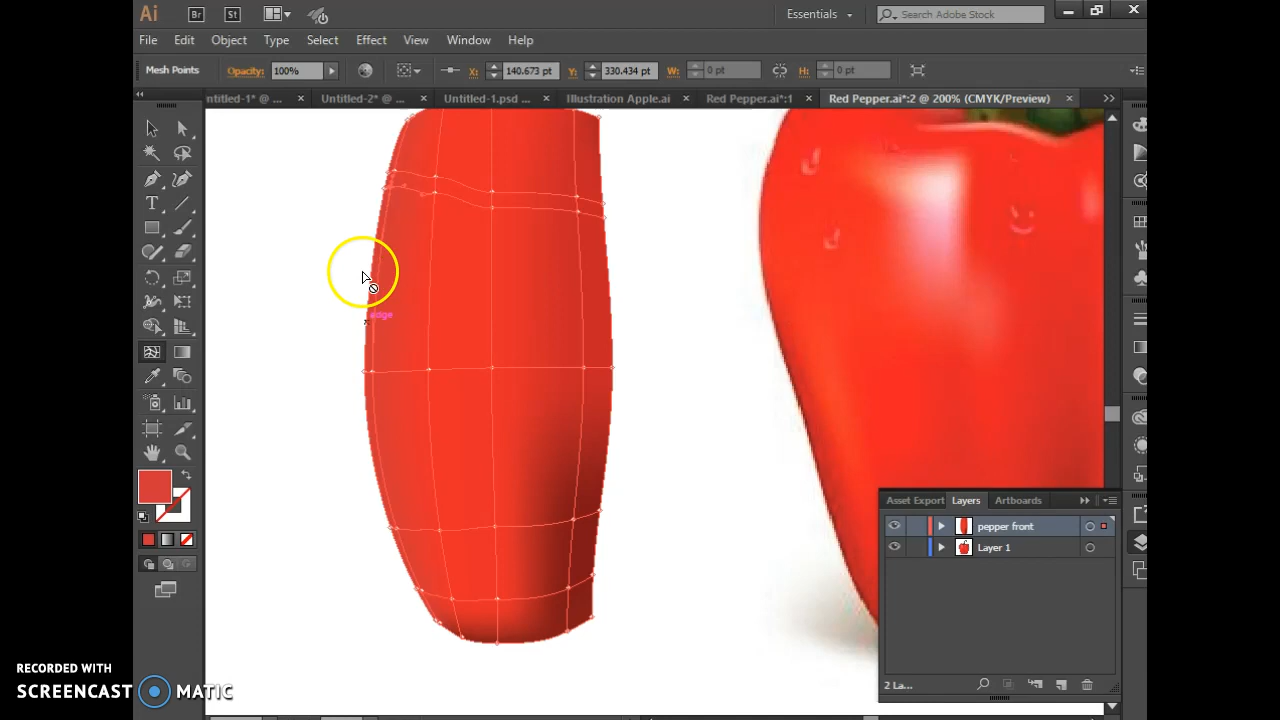 Ai Br St Essentials Search Adobe Stock
File Edit Object Type Select Effect View Window Help
Mesh Points Opacity: 100% X: 140.673 pt Y: 330.434 pt W: 0 pt H: 0 pt
ntitled-1* @ ... × Untitled-2* @ ... × Untitled-1.psd ... × Illustration Apple.ai × Red Pepper.ai*:1 × Red Pepper.ai*:2 @ 200% (CMYK/Preview) ×
edge
Asset Export Layers Artboards
pepper front
Layer 1
2 La...
RECORDED WITH
SCREENCAST MATIC